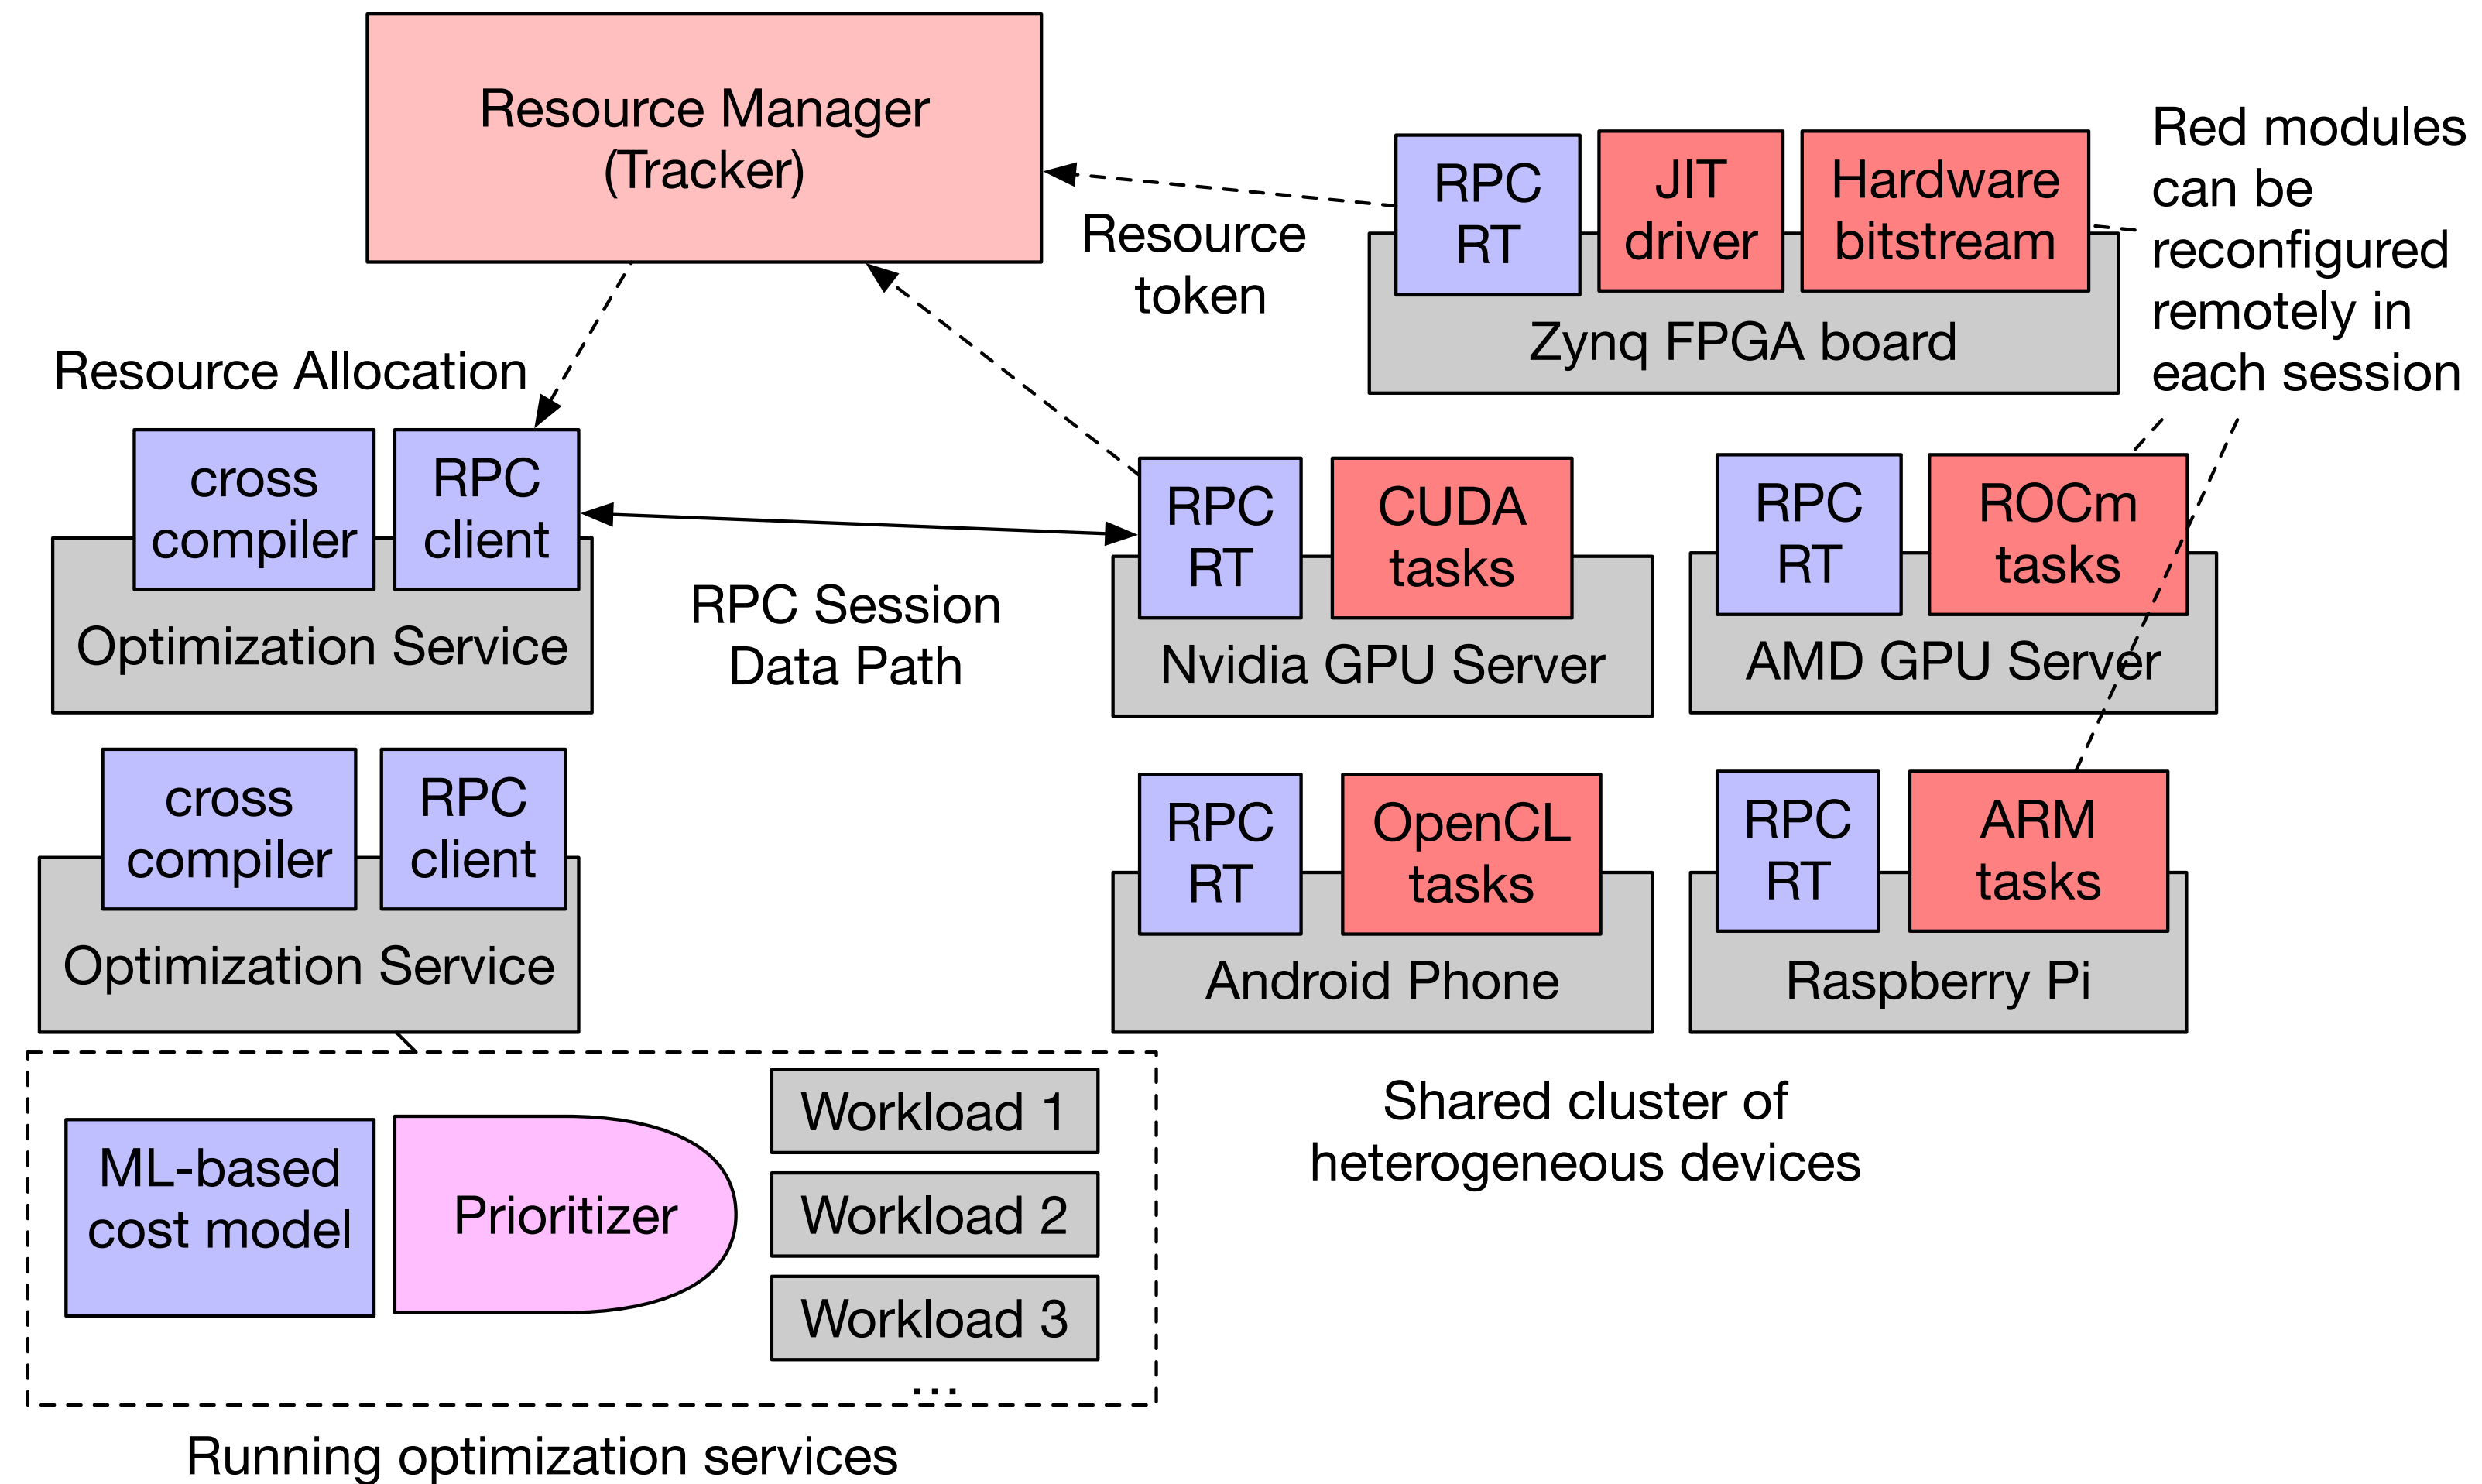 Resource Manager
(Tracker)
Resource
token
RPC
RT
JIT
driver
Hardware
bitstream
Zynq FPGA board
Red modules
can be
reconfigured
remotely in
each session
Resource Allocation
cross
compiler
RPC
client
Optimization Service
RPC Session
Data Path
RPC
RT
CUDA
tasks
Nvidia GPU Server
RPC
RT
ROCm
tasks
AMD GPU Server
cross
compiler
RPC
client
Optimization Service
RPC
RT
OpenCL
tasks
Android Phone
RPC
RT
ARM
tasks
Raspberry Pi
ML-based
cost model
Prioritizer
Workload 1
Workload 2
Workload 3
...
Shared cluster of
heterogeneous devices
Running optimization services